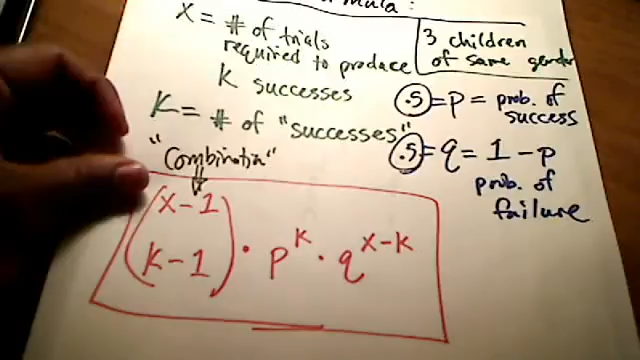 X = # of trials
required to produce
K successes
K = # of "successes"
3 children
of same gender
.5 = p = prob. of
success
.5 = q = 1 - p
prob. of
failure
"Combination"
(x-1
k-1) · p^k · q^x-k